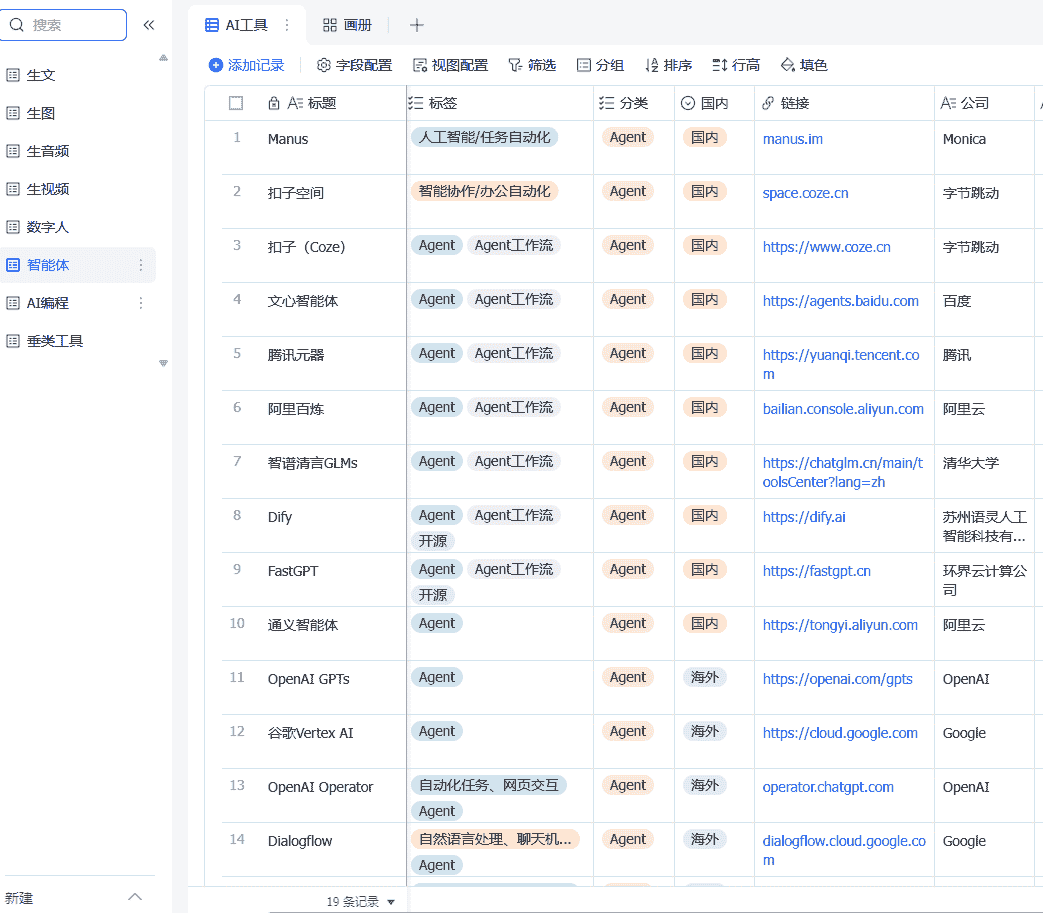 搜索
生文
生图
生音频
生视频
数字人
智能体
AI编程
垂类工具
新建
AI工具 画册
添加记录 字段配置 视图配置 筛选 分组 排序 行高 填色
标题 标签 分类 国内 链接 公司
1 Manus 人工智能/任务自动化 Agent 国内 manus.im Monica
2 扣子空间 智能协作/办公自动化 Agent 国内 space.coze.cn 字节跳动
3 扣子（Coze） Agent Agent工作流 Agent 国内 https://www.coze.cn 字节跳动
4 文心智能体 Agent Agent工作流 Agent 国内 https://agents.baidu.com 百度
5 腾讯元器 Agent Agent工作流 Agent 国内 https://yuanqi.tencent.co 腾讯
m
6 阿里百炼 Agent Agent工作流 Agent 国内 bailian.console.aliyun.com 阿里云
7 智谱清言GLMs Agent Agent工作流 Agent 国内 https://chatglm.cn/main/t 清华大学
oolsCenter?lang=zh
8 Dify Agent Agent工作流 Agent 国内 https://dify.ai 苏州语灵人工
开源 智能科技有...
9 FastGPT Agent Agent工作流 Agent 国内 https://fastgpt.cn 环界云计算公
开源 司
10 通义智能体 Agent Agent 国内 https://tongyi.aliyun.com 阿里云
11 OpenAI GPTs Agent Agent 海外 https://openai.com/gpts OpenAI
12 谷歌Vertex AI Agent Agent 海外 https://cloud.google.com Google
13 OpenAI Operator 自动化任务、网页交互 Agent 海外 operator.chatgpt.com OpenAI
Agent
14 Dialogflow 自然语言处理、聊天机... Agent 海外 dialogflow.cloud.google.co Google
Agent m
19 条记录